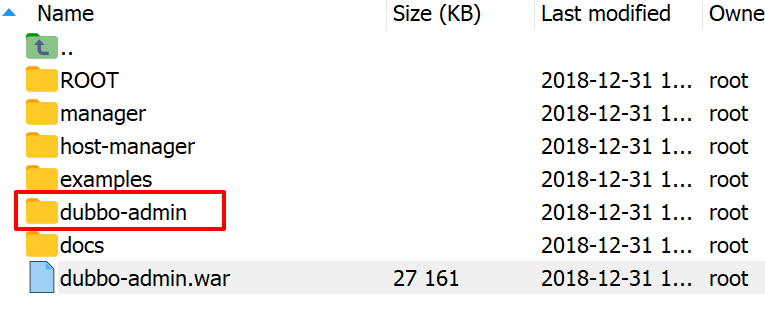 Name Size (KB) Last modified Owne
..
ROOT 2018-12-31 1... root
manager 2018-12-31 1... root
host-manager 2018-12-31 1... root
examples 2018-12-31 1... root
dubbo-admin 2018-12-31 1... root
docs 2018-12-31 1... root
dubbo-admin.war 27 161 2018-12-31 1... root